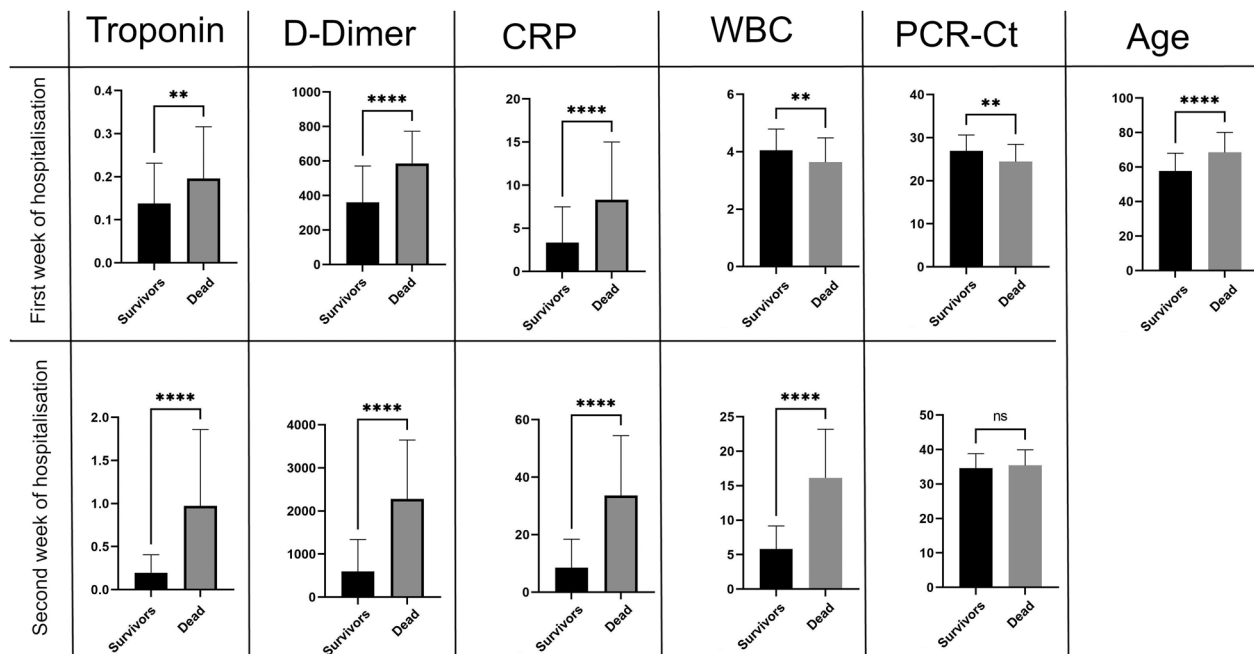 Troponin
D-Dimer
CRP
WBC
PCR-Ct
Age
First week of hospitalisation
0.4
0.3
0.2
0.1
0.0
**
Survivors
Dead
1000
800
600
400
200
0
****
Survivors
Dead
20
15
10
5
0
****
Survivors
Dead
6
4
2
0
**
Survivors
Dead
40
30
20
10
0
**
Survivors
Dead
100
80
60
40
20
0
****
Survivors
Dead
Second week of hospitalisation
2.0
1.5
1.0
0.5
0.0
****
Survivors
Dead
4000
3000
2000
1000
0
****
Survivors
Dead
60
40
20
0
****
Survivors
Dead
25
20
15
10
5
0
****
Survivors
Dead
50
40
30
20
10
0
ns
Survivors
Dead